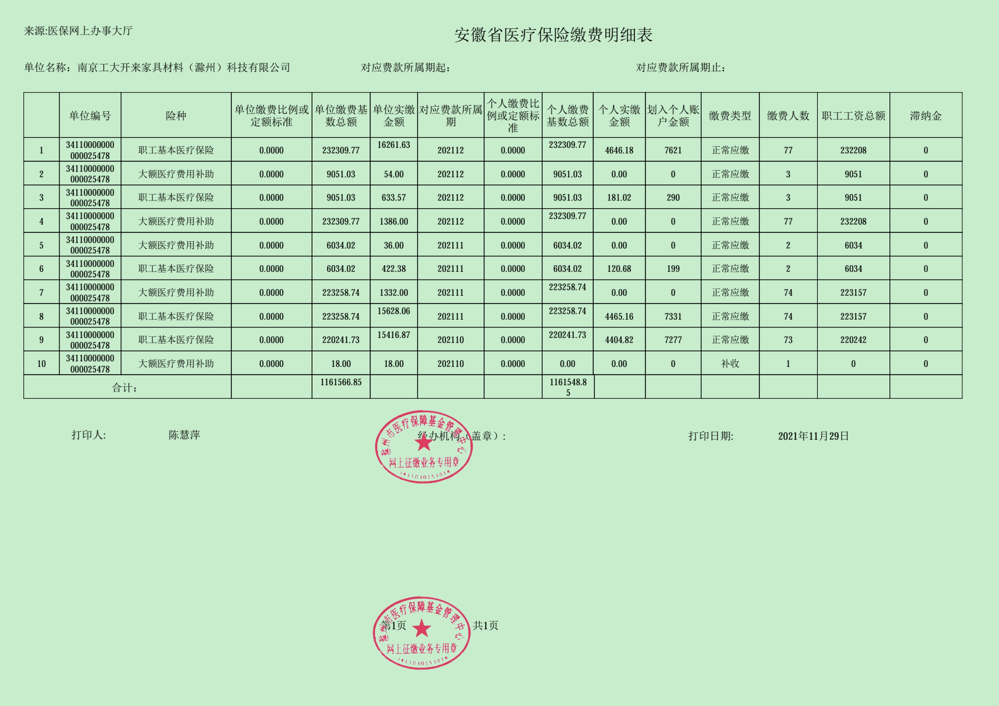 来源:医保网上办事大厅
安徽省医疗保险缴费明细表
单位名称：南京工大开来家具材料（滁州）科技有限公司 对应费款所属期起： 对应费款所属期止：
单位编号 险种 单位缴费比例或定额标准 单位缴费基数总额 单位实缴金额 对应费款所属期 个人缴费比例或定额标准 个人缴费基数总额 个人实缴金额 划入个人账户金额 缴费类型 缴费人数 职工工资总额 滞纳金
1 34110000000000025478 职工基本医疗保险 0.0000 232309.77 16261.63 202112 0.0000 232309.77 4646.18 7621 正常应缴 77 232208 0
2 34110000000000025478 大额医疗费用补助 0.0000 9051.03 54.00 202112 0.0000 9051.03 0.00 0 正常应缴 3 9051 0
3 34110000000000025478 职工基本医疗保险 0.0000 9051.03 633.57 202112 0.0000 9051.03 181.02 290 正常应缴 3 9051 0
4 34110000000000025478 大额医疗费用补助 0.0000 232309.77 1386.00 202112 0.0000 232309.77 0.00 0 正常应缴 77 232208 0
5 34110000000000025478 大额医疗费用补助 0.0000 6034.02 36.00 202111 0.0000 6034.02 0.00 0 正常应缴 2 6034 0
6 34110000000000025478 职工基本医疗保险 0.0000 6034.02 422.38 202111 0.0000 6034.02 120.68 199 正常应缴 2 6034 0
7 34110000000000025478 大额医疗费用补助 0.0000 223258.74 1332.00 202111 0.0000 223258.74 0.00 0 正常应缴 74 223157 0
8 34110000000000025478 职工基本医疗保险 0.0000 223258.74 15628.06 202111 0.0000 223258.74 4465.16 7331 正常应缴 74 223157 0
9 34110000000000025478 职工基本医疗保险 0.0000 220241.73 15416.87 202110 0.0000 220241.73 4404.82 7277 正常应缴 73 220242 0
10 34110000000000025478 大额医疗费用补助 0.0000 18.00 18.00 202110 0.0000 0.00 0.00 0 补收 1 0 0
合计： 1161566.85 1161548.85
打印人: 陈慧萍 经办机构（盖章）: 打印日期: 2021年11月29日
滁州市医疗保障基金管理中心
网上征缴业务专用章
第1页 共1页
滁州市医疗保障基金管理中心
网上征缴业务专用章